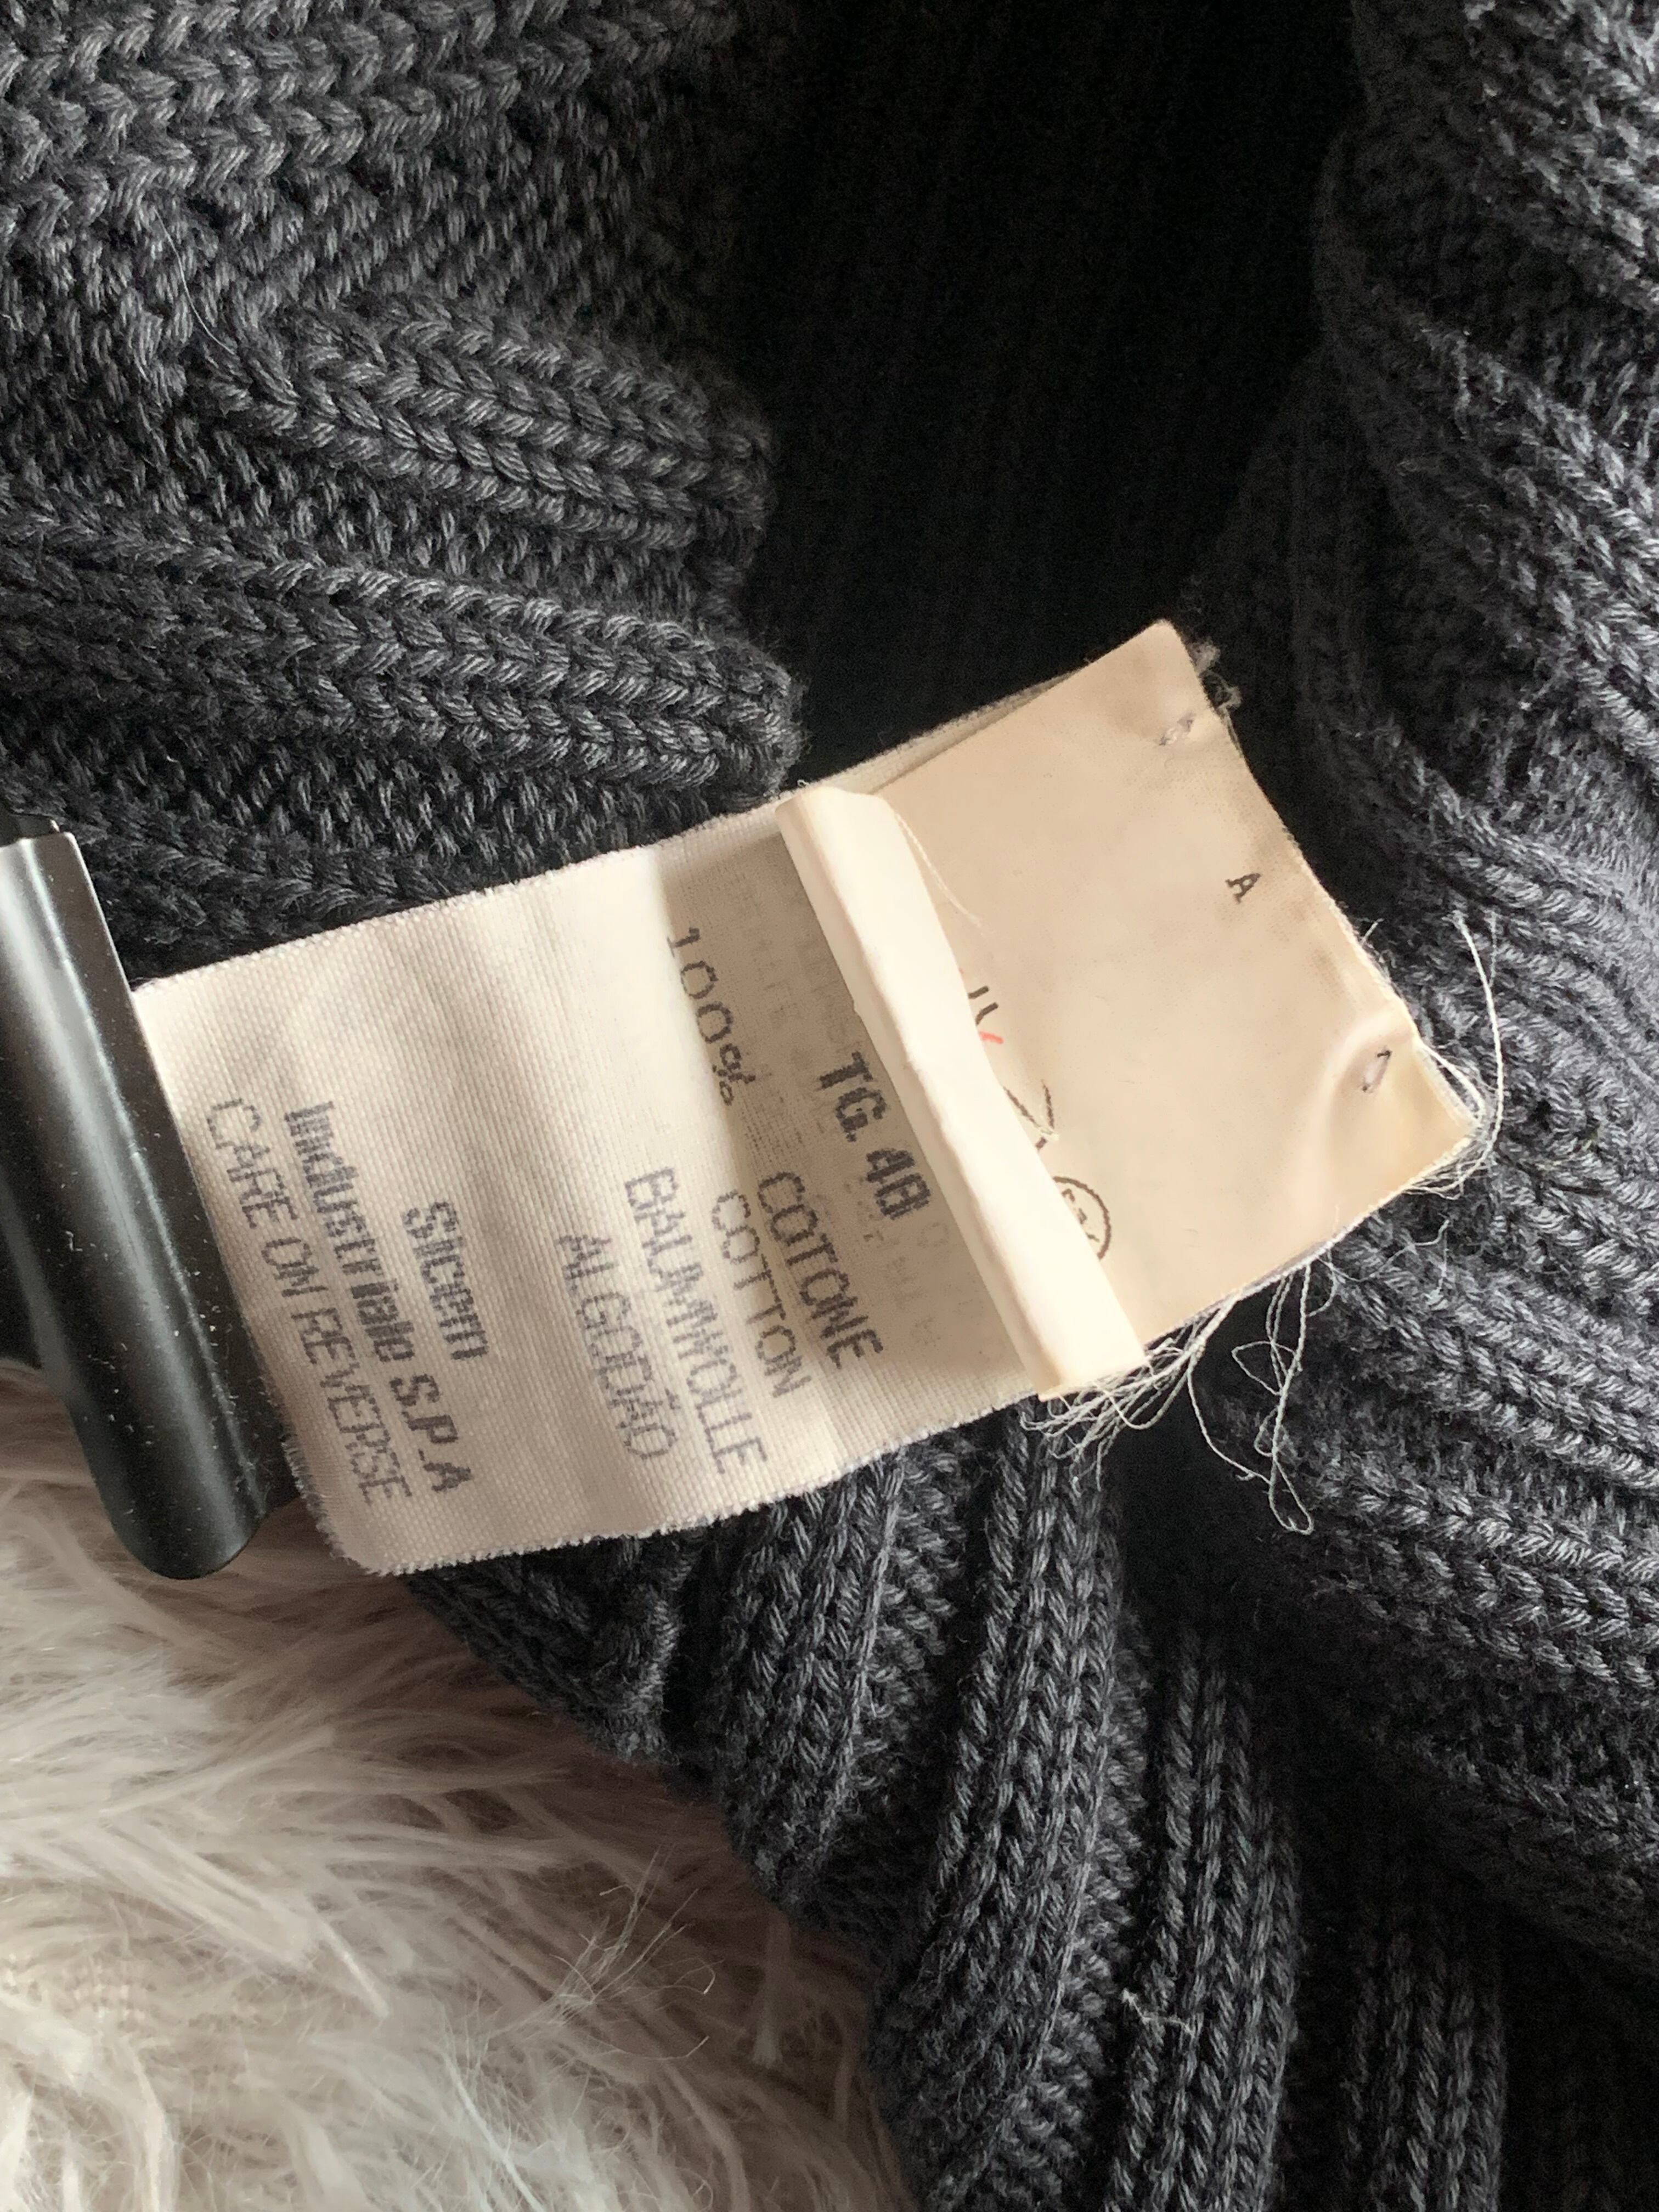 A
TG. 48
100% COTONE
COTTON
BAUMWOLLE
ALGODÃO
Sicem
Industriale S.P.A
CARE ON REVERSE